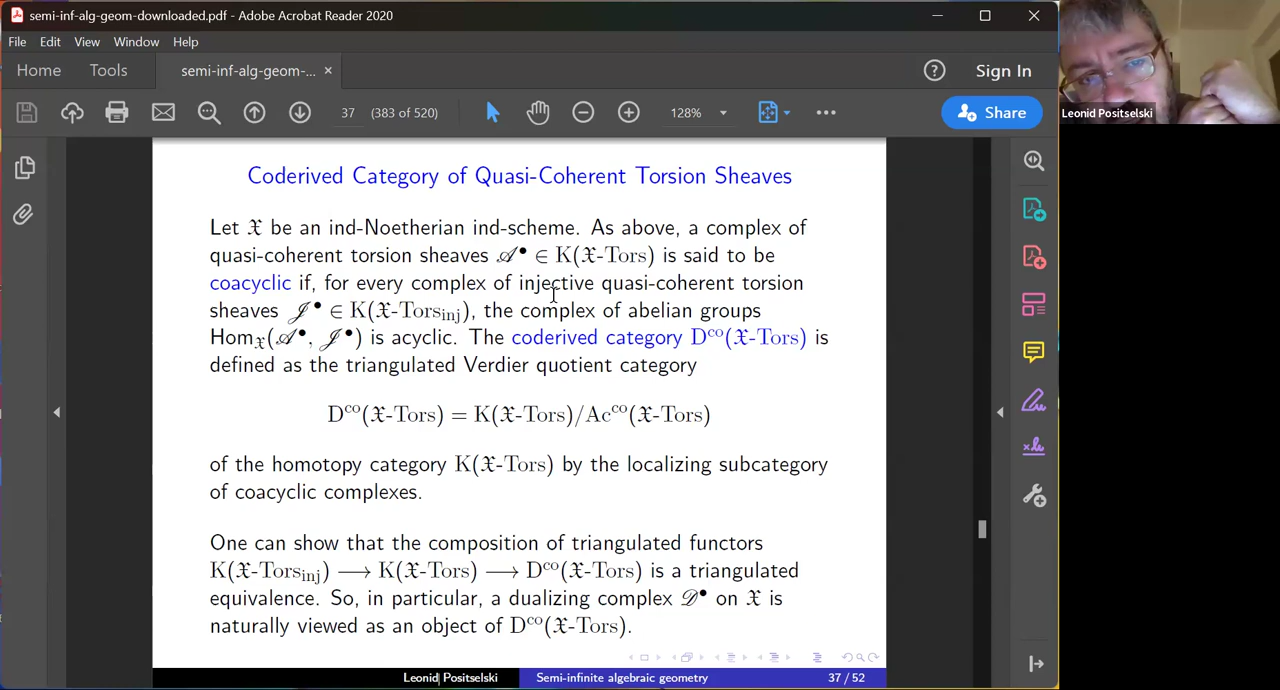 semi-inf-alg-geom-downloaded.pdf - Adobe Acrobat Reader 2020
File Edit View Window Help
Home Tools semi-inf-alg-geom-... × Sign In
37 (383 of 520) 128% Share
Leonid Positselski
Coderived Category of Quasi-Coherent Torsion Sheaves
Let 𝔛 be an ind-Noetherian ind-scheme. As above, a complex of
quasi-coherent torsion sheaves 𝒜• ∈ K(𝔛-Tors) is said to be
coacyclic if, for every complex of injective quasi-coherent torsion
sheaves 𝒥• ∈ K(𝔛-Tors_inj), the complex of abelian groups
Hom_𝔛(𝒜•, 𝒥•) is acyclic. The coderived category D^co(𝔛-Tors) is
defined as the triangulated Verdier quotient category
D^co(𝔛-Tors) = K(𝔛-Tors)/Ac^co(𝔛-Tors)
of the homotopy category K(𝔛-Tors) by the localizing subcategory
of coacyclic complexes.
One can show that the composition of triangulated functors
K(𝔛-Tors_inj) ⟶ K(𝔛-Tors) ⟶ D^co(𝔛-Tors) is a triangulated
equivalence. So, in particular, a dualizing complex 𝒟• on 𝔛 is
naturally viewed as an object of D^co(𝔛-Tors).
Leonid Positselski Semi-infinite algebraic geometry 37 / 52